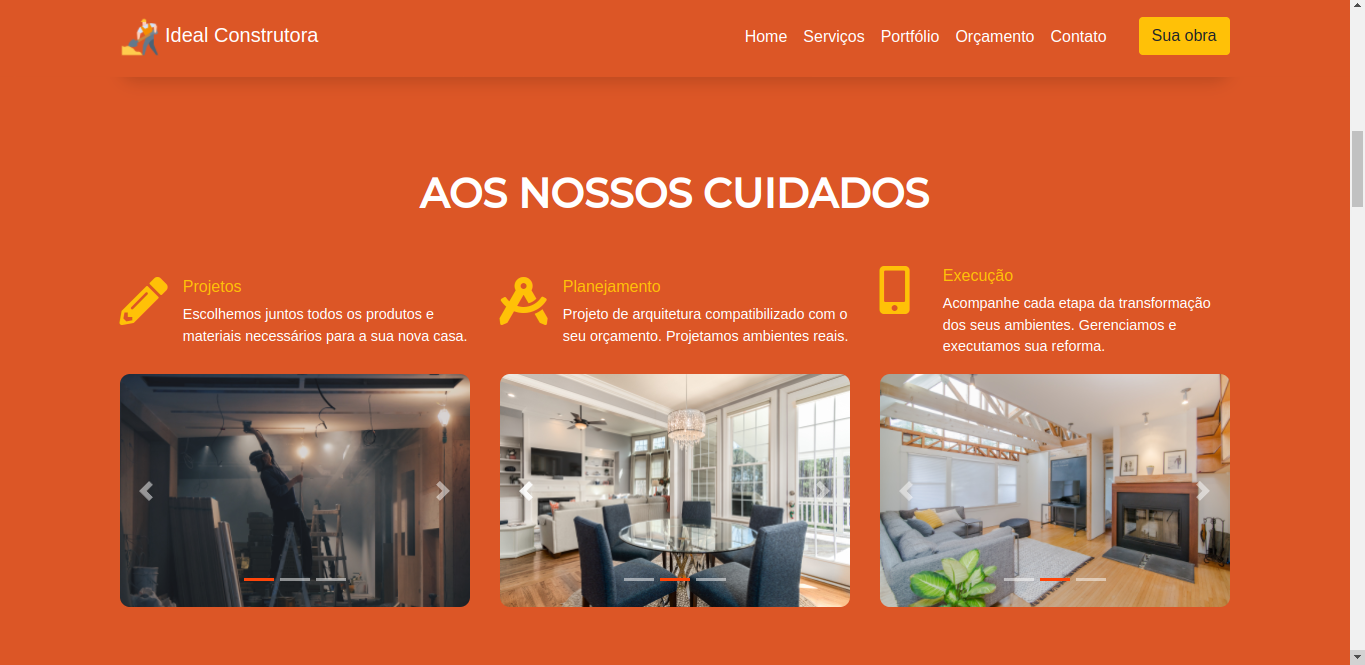 Ideal Construtora
Home Serviços Portfólio Orçamento Contato Sua obra
AOS NOSSOS CUIDADOS
Projetos
Escolhemos juntos todos os produtos e
materiais necessários para a sua nova casa.
Planejamento
Projeto de arquitetura compatibilizado com o
seu orçamento. Projetamos ambientes reais.
Execução
Acompanhe cada etapa da transformação
dos seus ambientes. Gerenciamos e
executamos sua reforma.